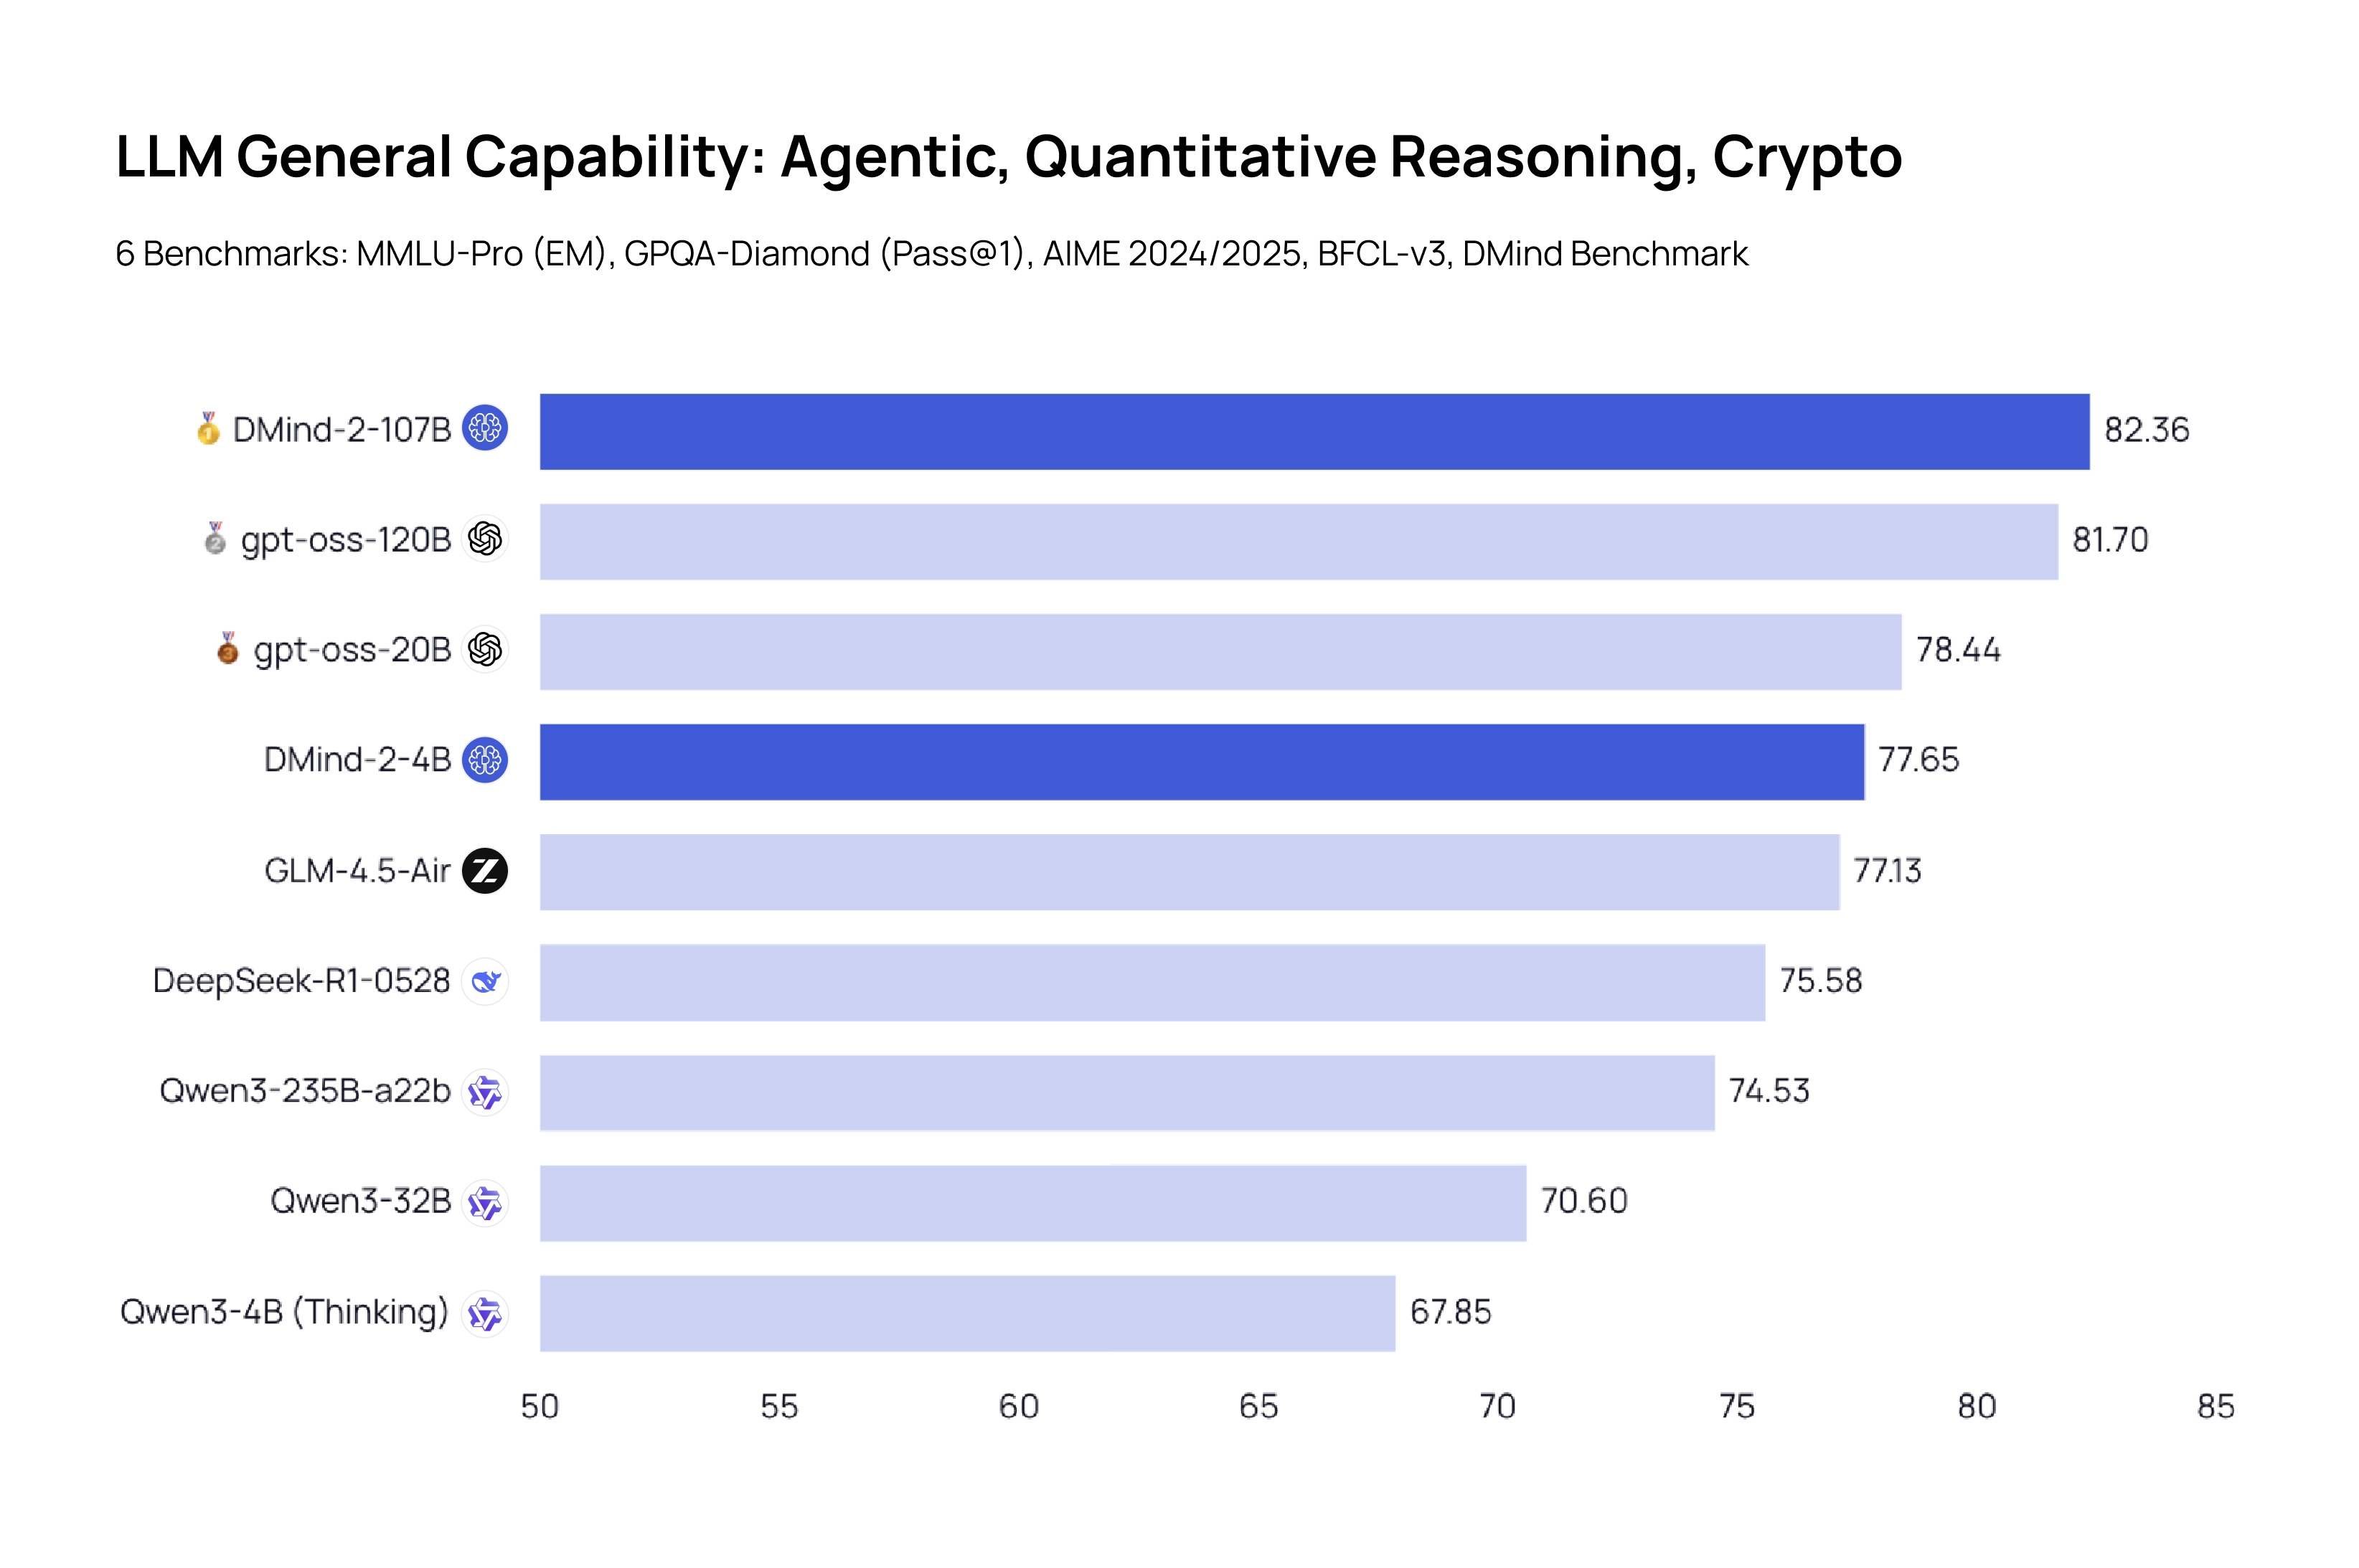 LLM General Capability: Agentic, Quantitative Reasoning, Crypto
6 Benchmarks: MMLU-Pro (EM), GPQA-Diamond (Pass@1), AIME 2024/2025, BFCL-v3, DMind Benchmark
🥇 DMind-2-107B 82.36
🥈 gpt-oss-120B 81.70
🥉 gpt-oss-20B 78.44
DMind-2-4B 77.65
GLM-4.5-Air 77.13
DeepSeek-R1-0528 75.58
Qwen3-235B-a22b 74.53
Qwen3-32B 70.60
Qwen3-4B (Thinking) 67.85
50 55 60 65 70 75 80 85